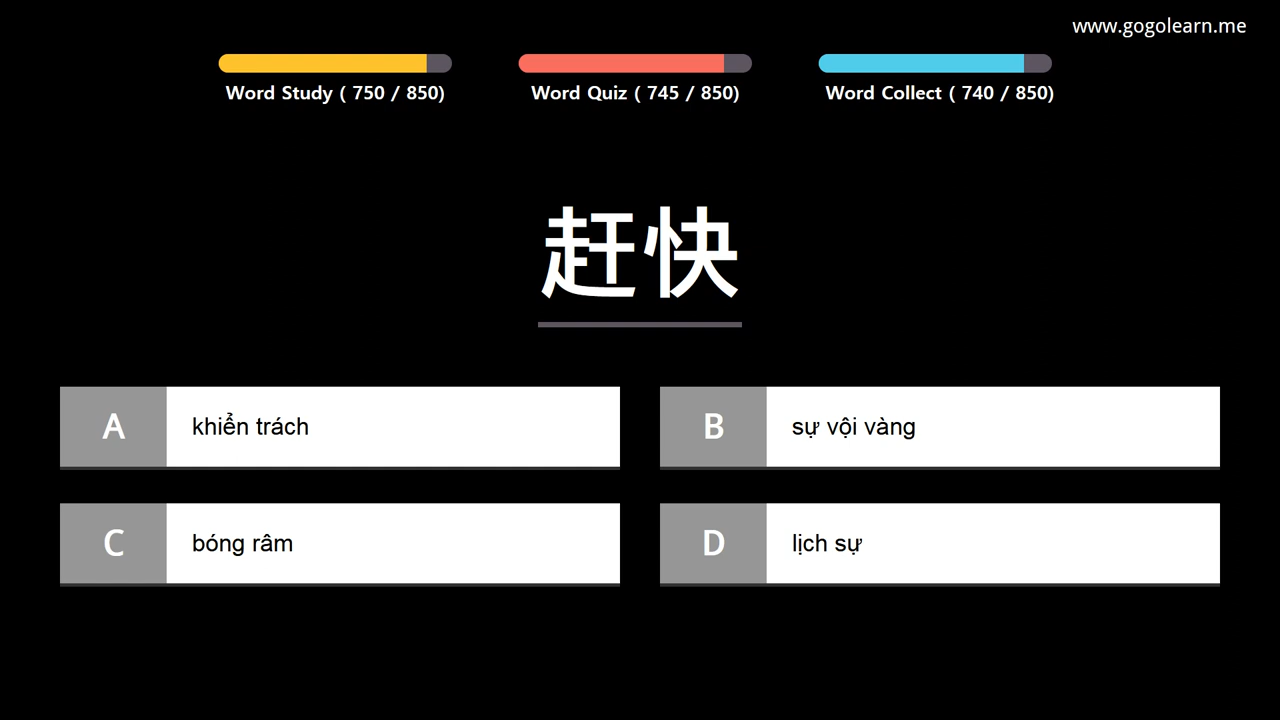 www.gogolearn.me
Word Study ( 750 / 850)
Word Quiz ( 745 / 850)
Word Collect ( 740 / 850)
赶快
A khiển trách
B sự vội vàng
C bóng râm
D lịch sự